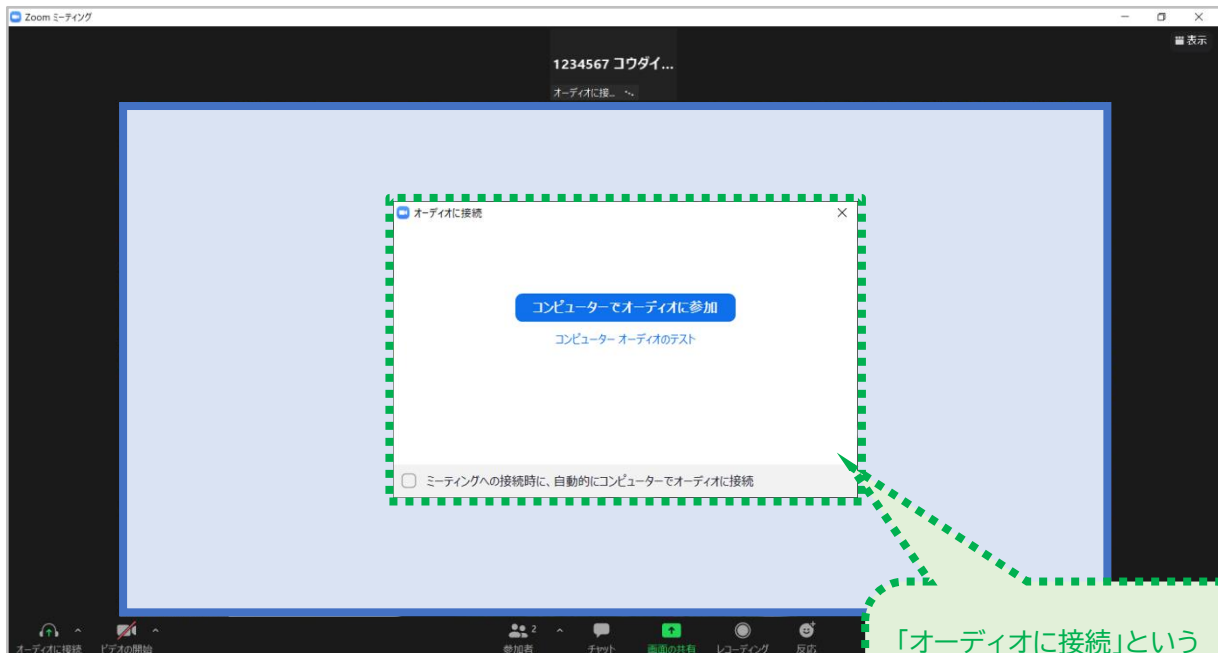 Zoom ミーティング
表示
1234567 コウダイ...
オーディオに接...
オーディオに接続
コンピューターでオーディオに参加
コンピューター オーディオのテスト
ミーティングへの接続時に、自動的にコンピューターでオーディオに接続
「オーディオに接続」という
オーディオに接続 ビデオの開始 参加者 2 チャット 画面の共有 レコーディング 反応